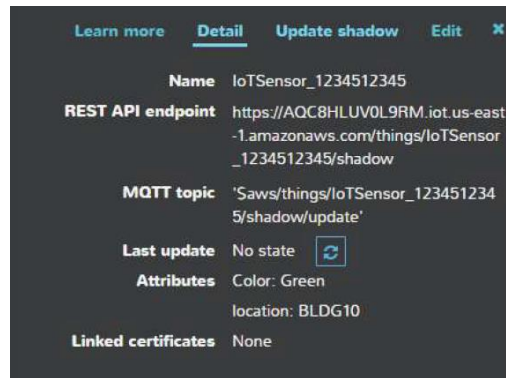 Learn more Detail Update shadow Edit ×
Name IoTSensor_1234512345
REST API endpoint https://AQC8HLUV0L9RM.iot.us-east
-1.amazonaws.com/things/IoTSensor
_1234512345/shadow
MQTT topic 'Saws/things/IoTSensor_123451234
5/shadow/update'
Last update No state
Attributes Color: Green
location: BLDG10
Linked certificates None